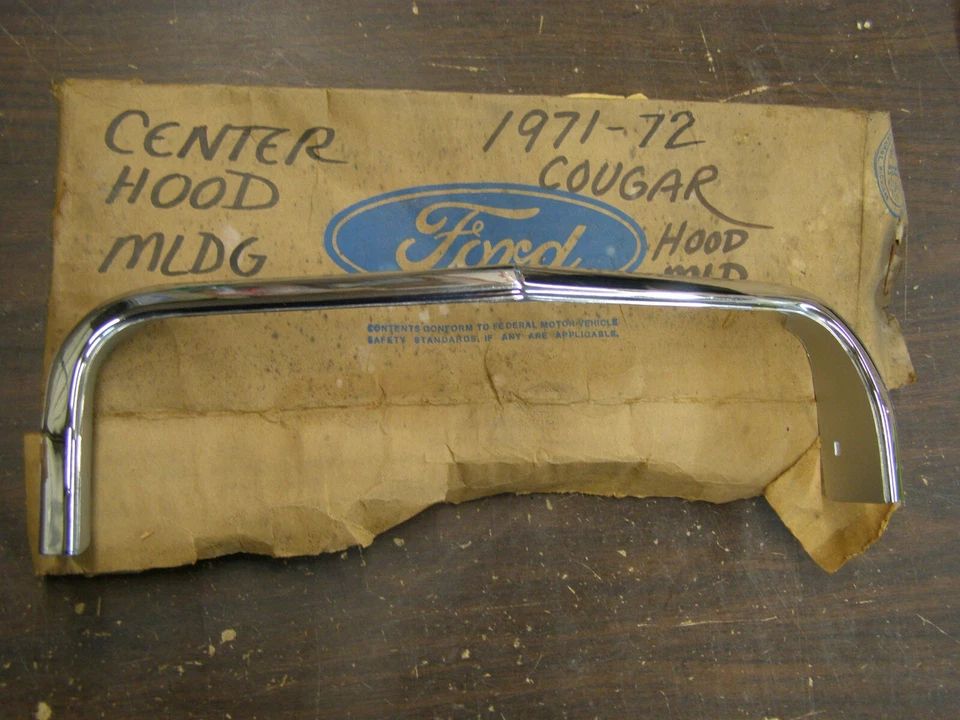 CENTER
HOOD
MLDG
1971-72
COUGAR
HOOD
MLD
Ford
CONTENTS CONFORM TO FEDERAL MOTOR VEHICLE
SAFETY STANDARDS, IF ANY ARE APPLICABLE.